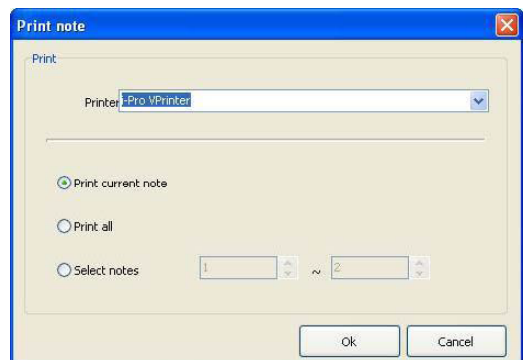 Print note
Print
Printer i-Pro VPrinter
Print current note
Print all
Select notes 1 ~ 2
Ok Cancel